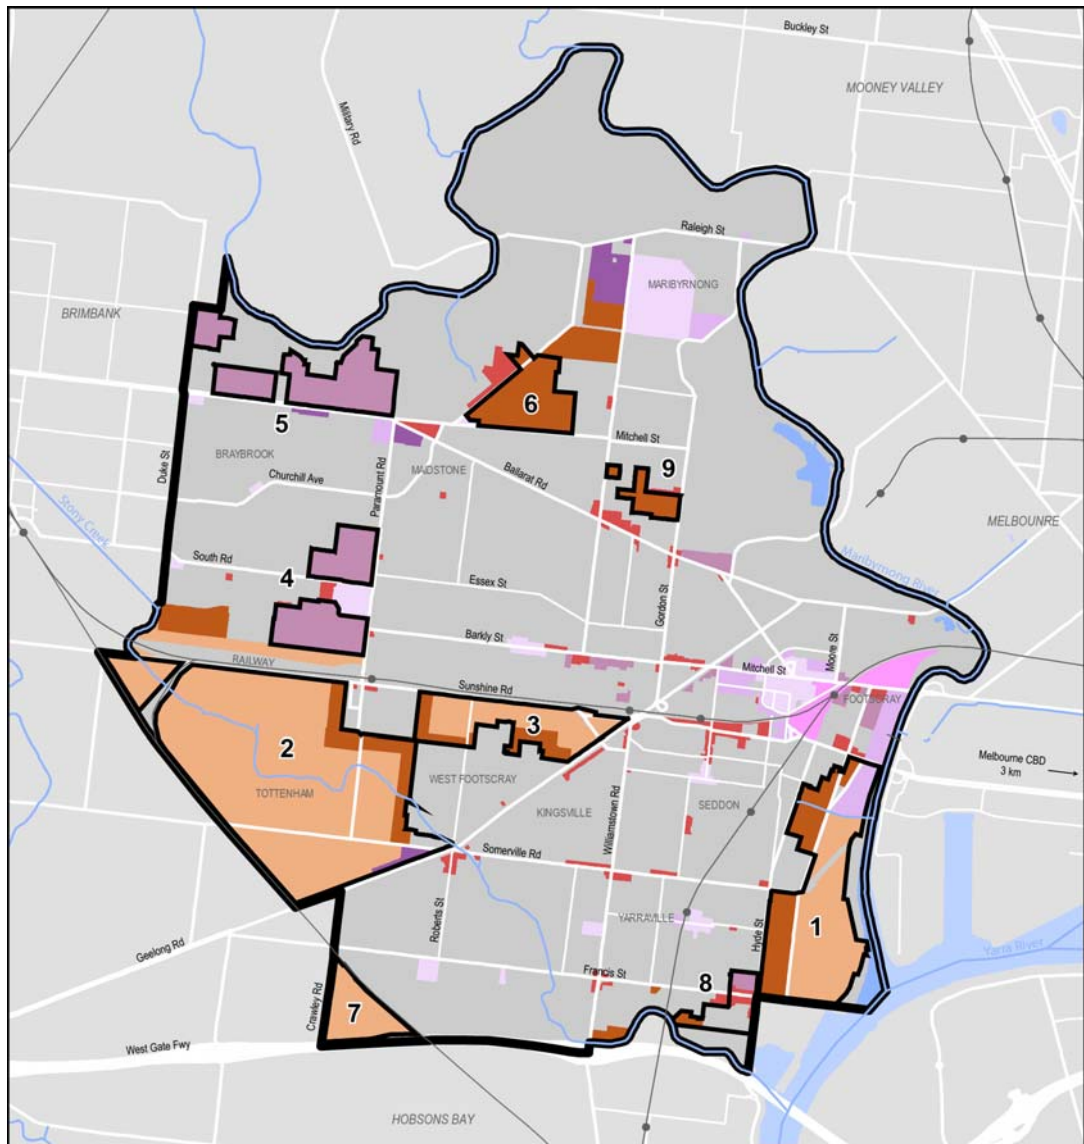 Buckley St
MOONEY VALLEY
Military Rd
Raleigh St
MARIBYRNONG
BRIMBANK
6
5
Mitchell St
9
Duke St
BRAYBROOK
Paramount Rd
MAIDSTONE
Ballarat Rd
Churchill Ave
Stony Creek
MELBOUNRE
South Rd
4
Essex St
Gordon St
Maribyrnong River
Barkly St
Mitchell St
Moore St
RAILWAY
Sunshine Rd
FOOTSCRAY
3
2
Melbourne CBD
3 km
WEST FOOTSCRAY
TOTTENHAM
KINGSVILLE
Williamstown Rd
SEDDON
Somerville Rd
Roberts St
YARRAVILLE
Hyde St
1
Geelong Rd
Yarra River
Francis St
8
Crawley Rd
7
West Gate Fwy
HOBSONS BAY